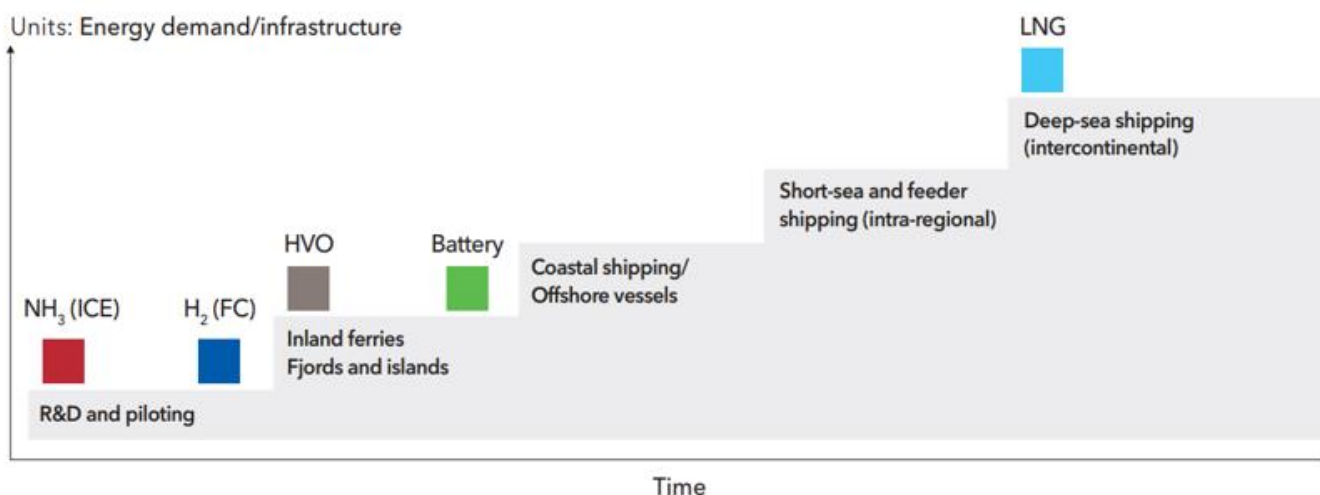 Units: Energy demand/infrastructure
LNG
Deep-sea shipping
(intercontinental)
Short-sea and feeder
shipping (intra-regional)
HVO
Battery
Coastal shipping/
Offshore vessels
NH₃ (ICE)
H₂ (FC)
Inland ferries
Fjords and islands
R&D and piloting
Time